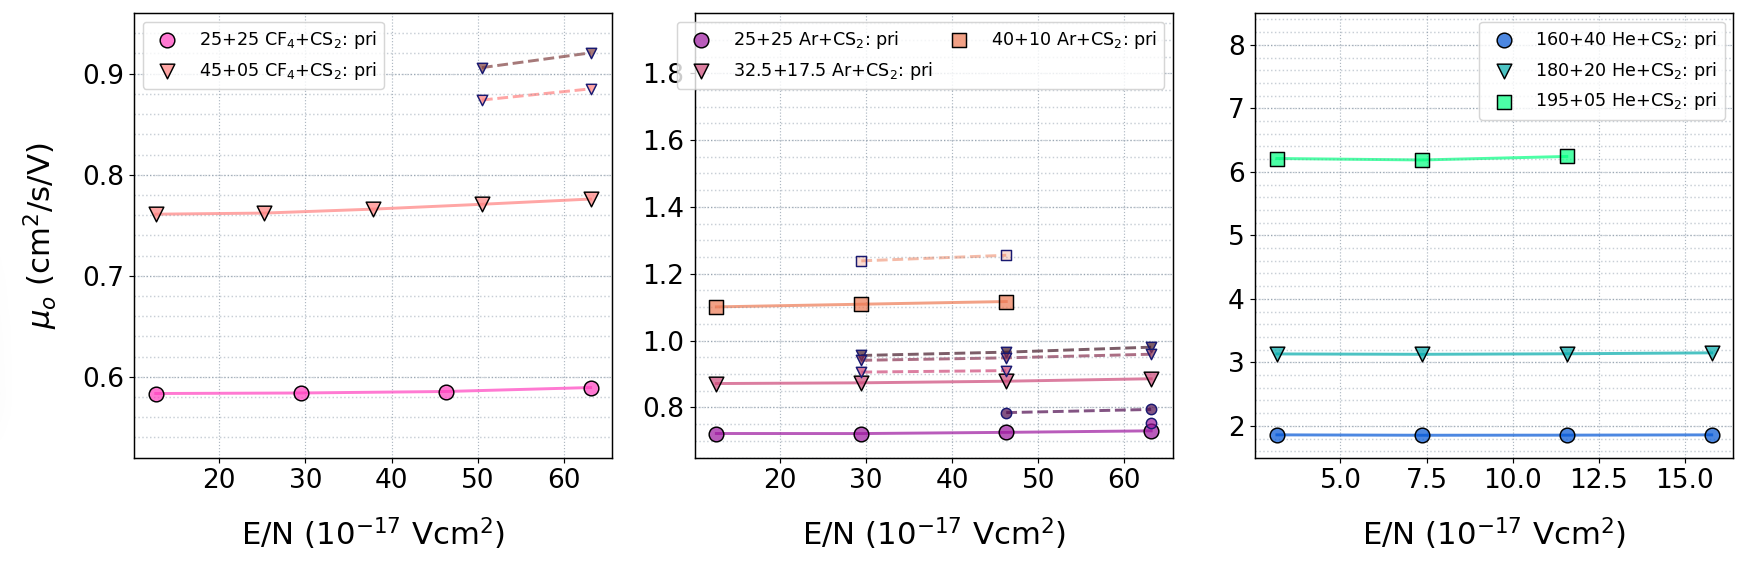 μₒ (cm²/s/V)
0.9
0.8
0.7
0.6
25+25 CF₄+CS₂: pri
45+05 CF₄+CS₂: pri
20 30 40 50 60
E/N (10⁻¹⁷ Vcm²)
1.8
1.6
1.4
1.2
1.0
0.8
25+25 Ar+CS₂: pri 40+10 Ar+CS₂: pri
32.5+17.5 Ar+CS₂: pri
20 30 40 50 60
E/N (10⁻¹⁷ Vcm²)
8
7
6
5
4
3
2
160+40 He+CS₂: pri
180+20 He+CS₂: pri
195+05 He+CS₂: pri
5.0 7.5 10.0 12.5 15.0
E/N (10⁻¹⁷ Vcm²)